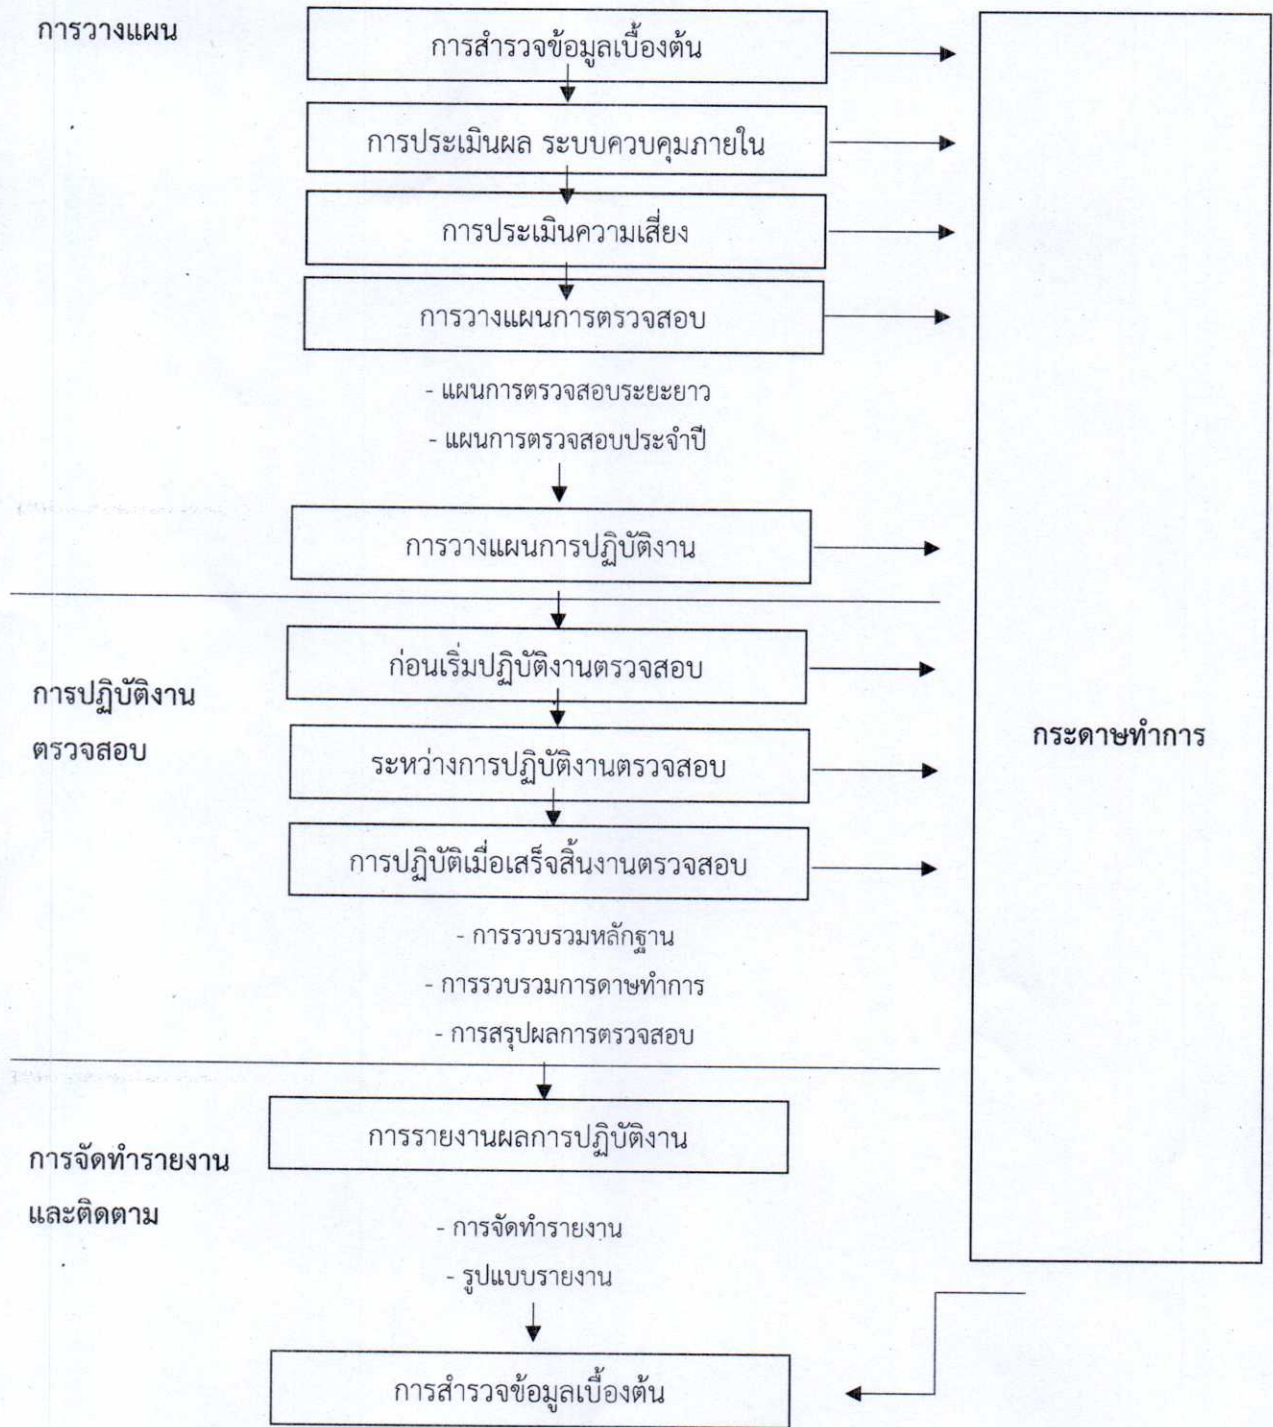 การวางแผน
การสำรวจข้อมูลเบื้องต้น
การประเมินผล ระบบควบคุมภายใน
การประเมินความเสี่ยง
การวางแผนการตรวจสอบ
- แผนการตรวจสอบระยะยาว
- แผนการตรวจสอบประจำปี
การวางแผนการปฏิบัติงาน
ก่อนเริ่มปฏิบัติงานตรวจสอบ
การปฏิบัติงาน
ตรวจสอบ
ระหว่างการปฏิบัติงานตรวจสอบ
กระดาษทำการ
การปฏิบัติเมื่อเสร็จสิ้นงานตรวจสอบ
- การรวบรวมหลักฐาน
- การรวบรวมการดาษทำการ
- การสรุปผลการตรวจสอบ
การรายงานผลการปฏิบัติงาน
การจัดทำรายงาน
และติดตาม
- การจัดทำรายงาน
- รูปแบบรายงาน
การสำรวจข้อมูลเบื้องต้น